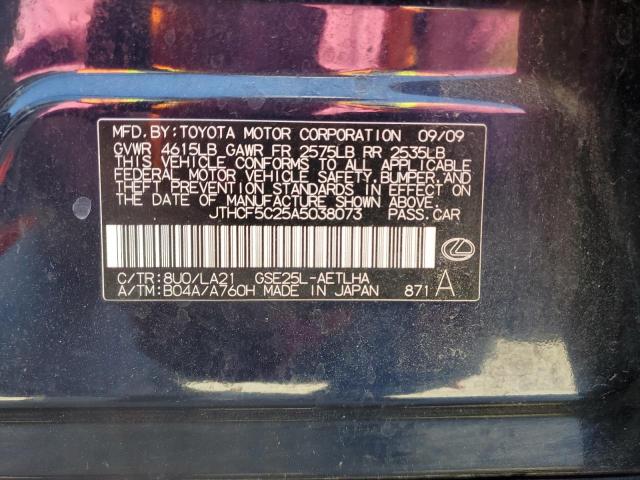 MFD.BY:TOYOTA MOTOR CORPORATION 09/09
GVWR 4615LB GAWR FR 2575LB RR 2535LB
THIS VEHICLE CONFORMS TO ALL APPLICABLE
FEDERAL MOTOR VEHICLE SAFETY,BUMPER,AND
THEFT PREVENTION STANDARDS IN EFFECT ON
THE DATE OF MANUFACTURE SHOWN ABOVE.
JTHCF5C25A5038073 PASS.CAR
C/TR:8U0/LA21 GSE25L-AETLHA
A/TM:B04A/A760H MADE IN JAPAN 871 A